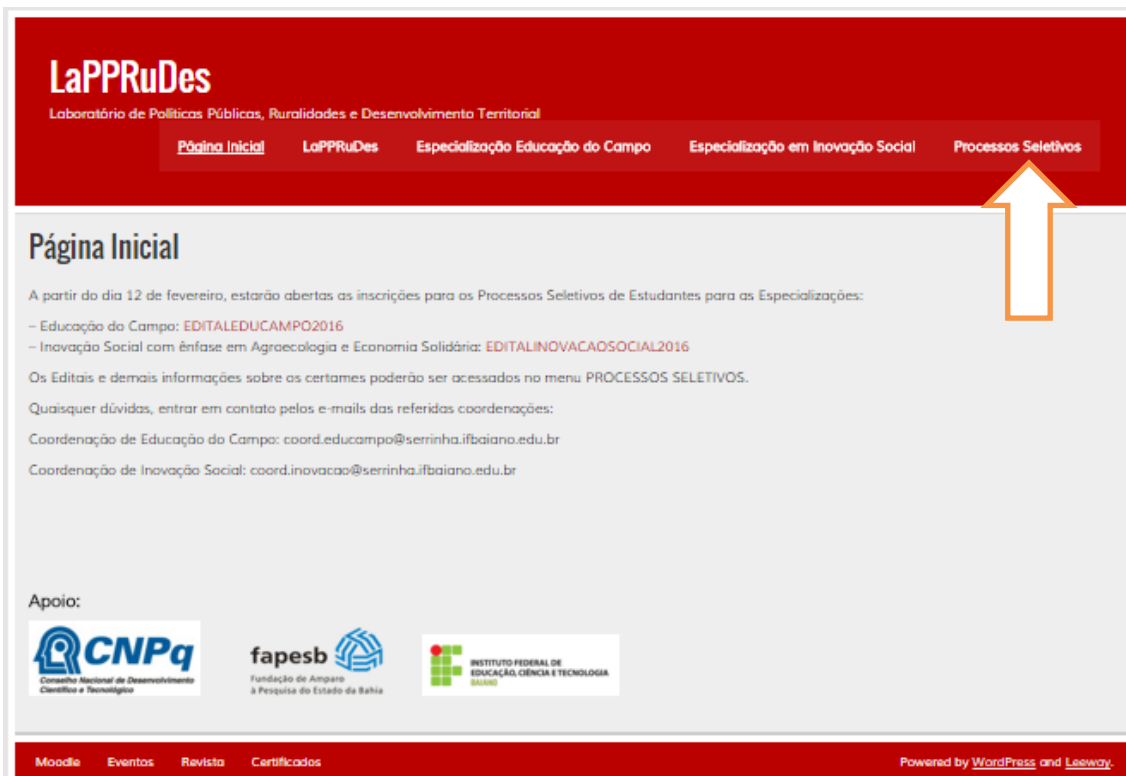 LaPPRuDes
Laboratório de Políticas Públicas, Ruralidades e Desenvolvimento Territorial
Página Inicial LaPPRuDes Especialização Educação do Campo Especialização em Inovação Social Processos Seletivos
Página Inicial
A partir do dia 12 de fevereiro, estarão abertas as inscrições para os Processos Seletivos de Estudantes para as Especializações:
– Educação do Campo: EDITALEDUCAMPO2016
– Inovação Social com ênfase em Agroecologia e Economia Solidária: EDITALINOVACAOSOCIAL2016
Os Editais e demais informações sobre os certames poderão ser acessados no menu PROCESSOS SELETIVOS.
Quaisquer dúvidas, entrar em contato pelos e-mails das referidas coordenações:
Coordenação de Educação do Campo: coord.educampo@serrinha.ifbaiano.edu.br
Coordenação de Inovação Social: coord.inovacao@serrinha.ifbaiano.edu.br
Apoio:
CNPq
Conselho Nacional de Desenvolvimento
Científico e Tecnológico
fapesb
Fundação de Amparo
à Pesquisa do Estado da Bahia
INSTITUTO FEDERAL DE
EDUCAÇÃO, CIÊNCIA E TECNOLOGIA
BAIANO
Moodle Eventos Revista Certificados Powered by WordPress and Leeway.